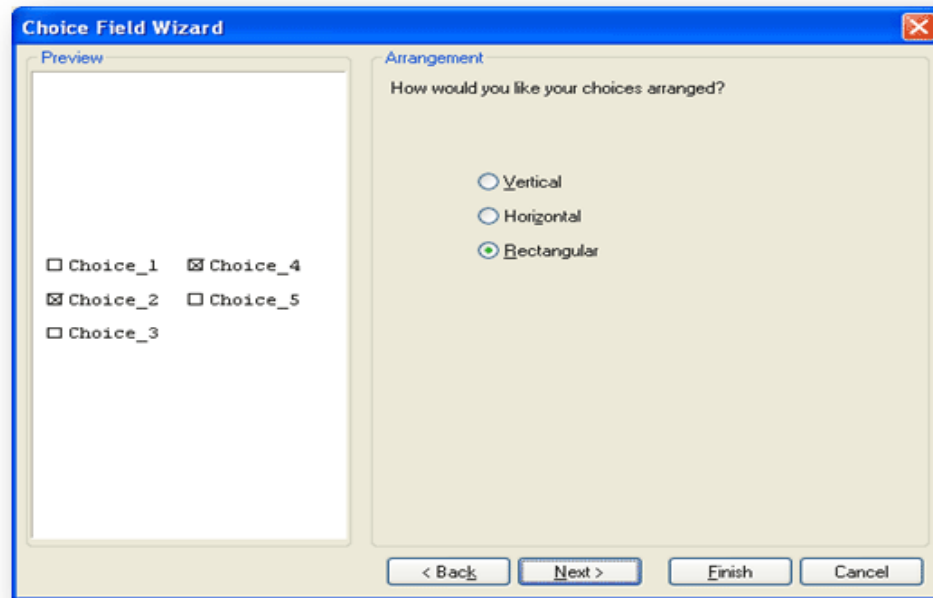 Choice Field Wizard
Preview
Choice_1 Choice_4
Choice_2 Choice_5
Choice_3
Arrangement
How would you like your choices arranged?
Vertical
Horizontal
Rectangular
< Back Next > Finish Cancel